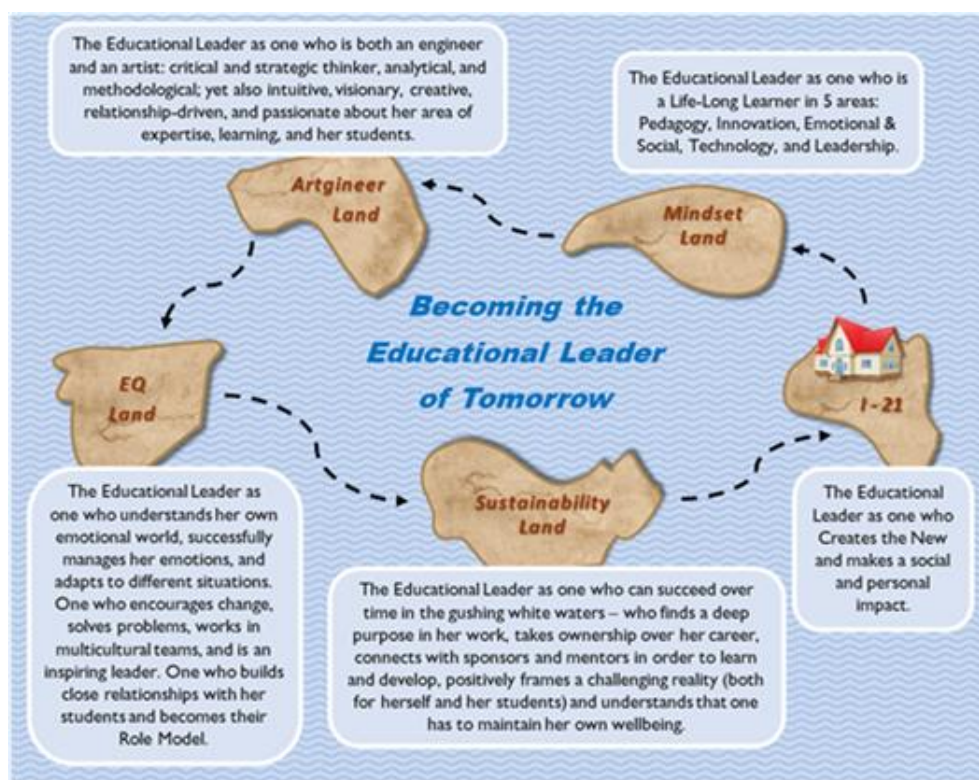 The Educational Leader as one who is both an engineer
and an artist: critical and strategic thinker, analytical, and
methodological; yet also intuitive, visionary, creative,
relationship-driven, and passionate about her area of
expertise, learning, and her students.
The Educational Leader as one who is
a Life-Long Learner in 5 areas:
Pedagogy, Innovation, Emotional &
Social, Technology, and Leadership.
Artgineer
Land
Mindset
Land
Becoming the
Educational Leader
of Tomorrow
EQ
Land
I-21
Sustainability
Land
The Educational Leader as
one who understands her own
emotional world, successfully
manages her emotions, and
adapts to different situations.
One who encourages change,
solves problems, works in
multicultural teams, and is an
inspiring leader. One who builds
close relationships with her
students and becomes their
Role Model.
The Educational Leader as one who can succeed over
time in the gushing white waters – who finds a deep
purpose in her work, takes ownership over her career,
connects with sponsors and mentors in order to learn
and develop, positively frames a challenging reality (both
for herself and her students) and understands that one
has to maintain her own wellbeing.
The Educational
Leader as one who
Creates the New
and makes a social
and personal
impact.